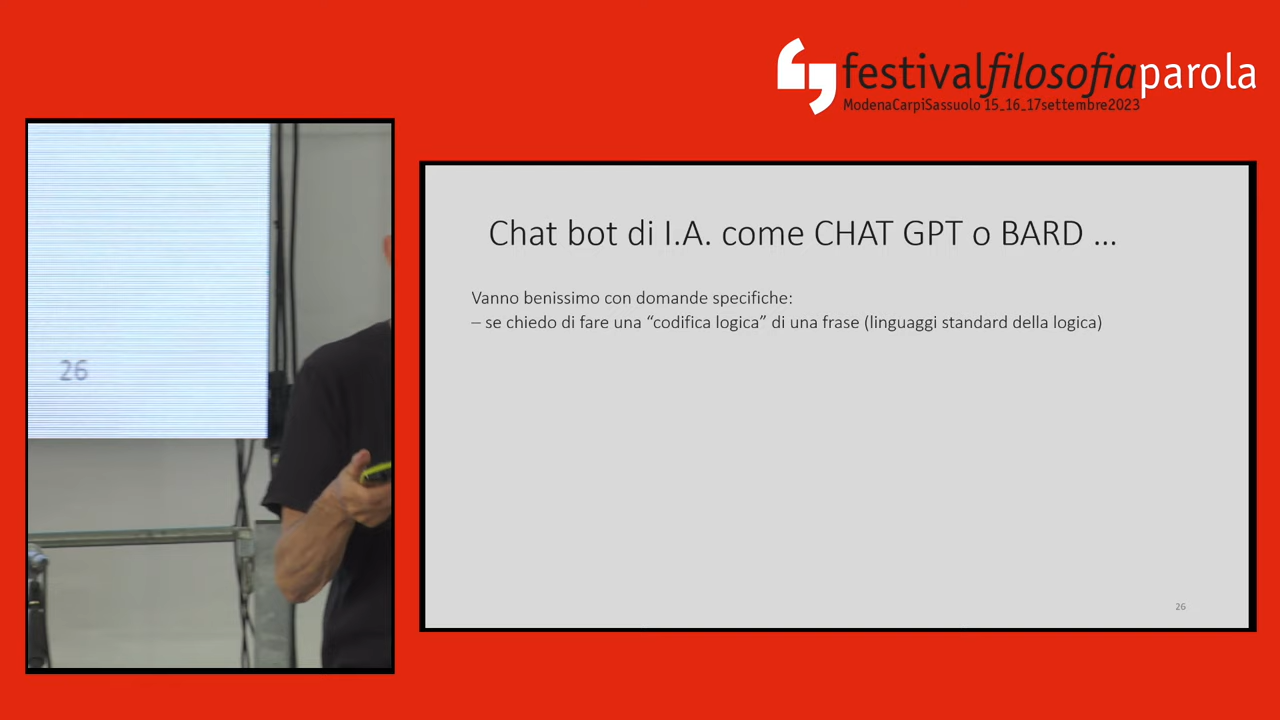 festivalfilosofiaparola
ModenaCarpiSassuolo 15_16_17settembre2023
26
Chat bot di I.A. come CHAT GPT o BARD ...
Vanno benissimo con domande specifiche:
– se chiedo di fare una “codifica logica” di una frase (linguaggi standard della logica)
26